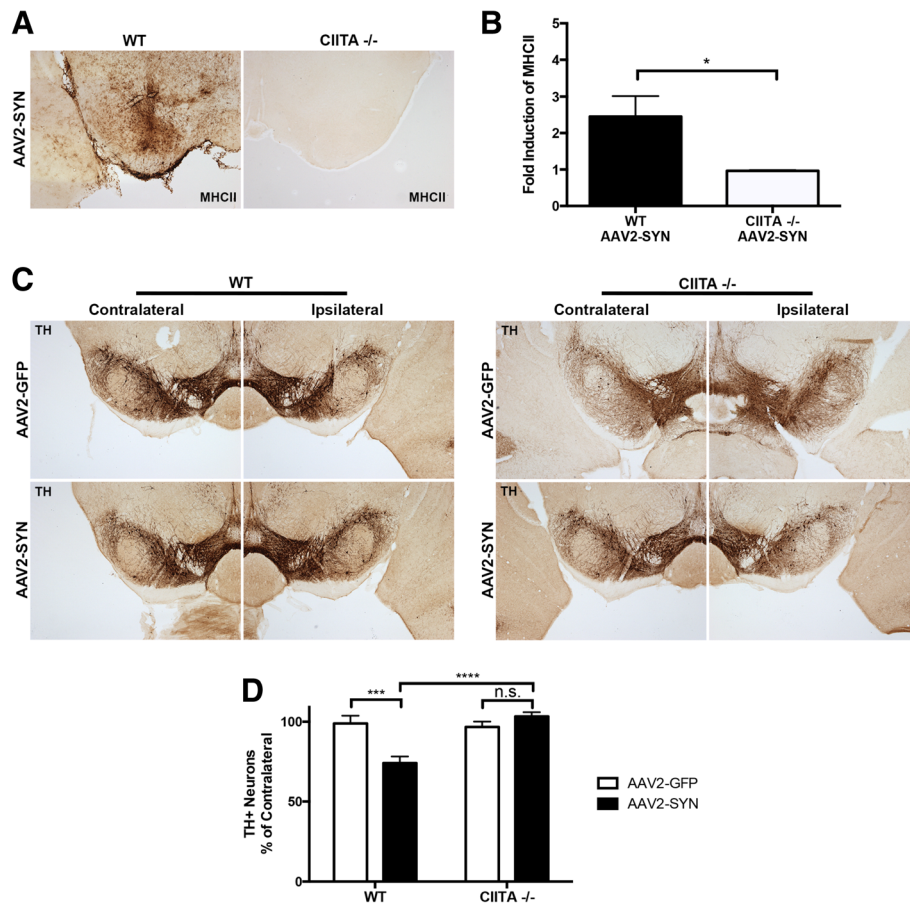 A
WT
CIITA -/-
AAV2-SYN
MHCII
MHCII
B
Fold Induction of MHCII
5
4
3
2
1
0
*
WT
AAV2-SYN
CIITA -/-
AAV2-SYN
C
WT
Contralateral
Ipsilateral
TH
AAV2-GFP
TH
AAV2-SYN
CIITA -/-
Contralateral
Ipsilateral
TH
AAV2-GFP
TH
AAV2-SYN
D
TH+ Neurons
% of Contralateral
100
50
0
***
****
n.s.
WT
CIITA -/-
AAV2-GFP
AAV2-SYN